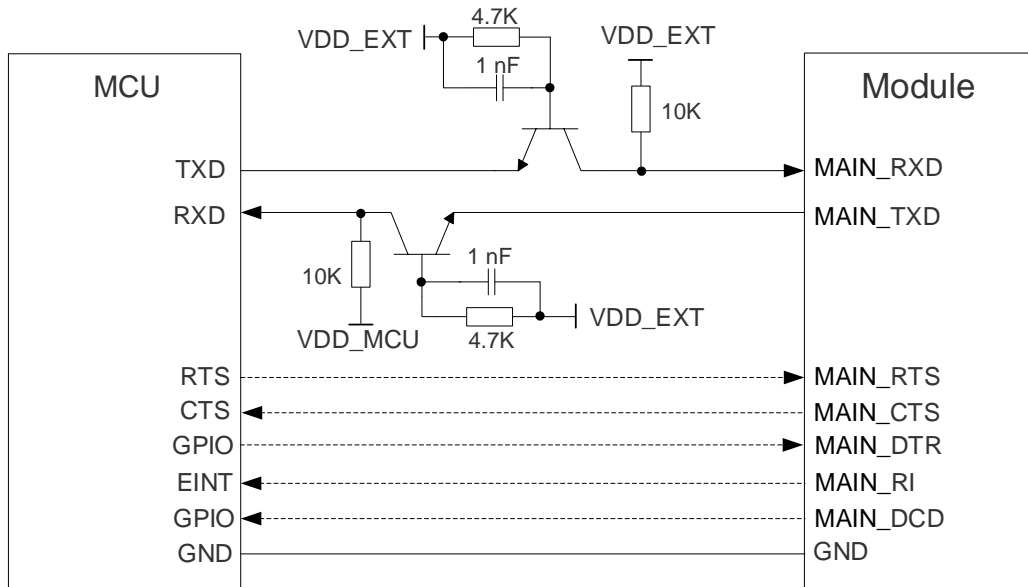 4.7K
VDD_EXT
VDD_EXT
1 nF
MCU
Module
10K
TXD
MAIN_RXD
RXD
MAIN_TXD
1 nF
10K
VDD_EXT
VDD_MCU
4.7K
RTS
MAIN_RTS
CTS
MAIN_CTS
GPIO
MAIN_DTR
EINT
MAIN_RI
GPIO
MAIN_DCD
GND
GND